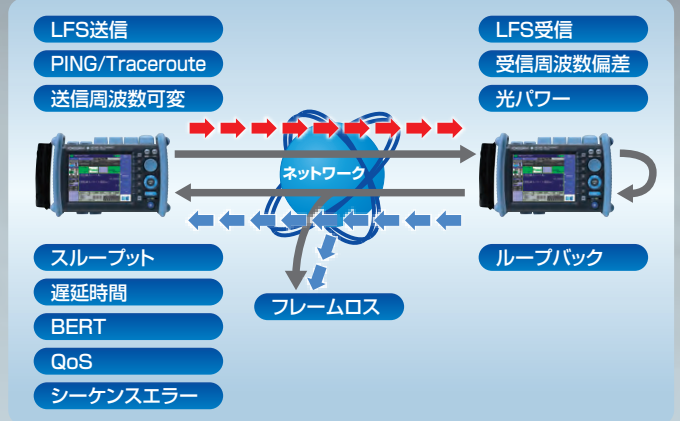 LFS送信
PING/Traceroute
送信周波数可変
LFS受信
受信周波数偏差
光パワー
ネットワーク
スループット
遅延時間
BERT
QoS
シーケンスエラー
フレームロス
ループバック